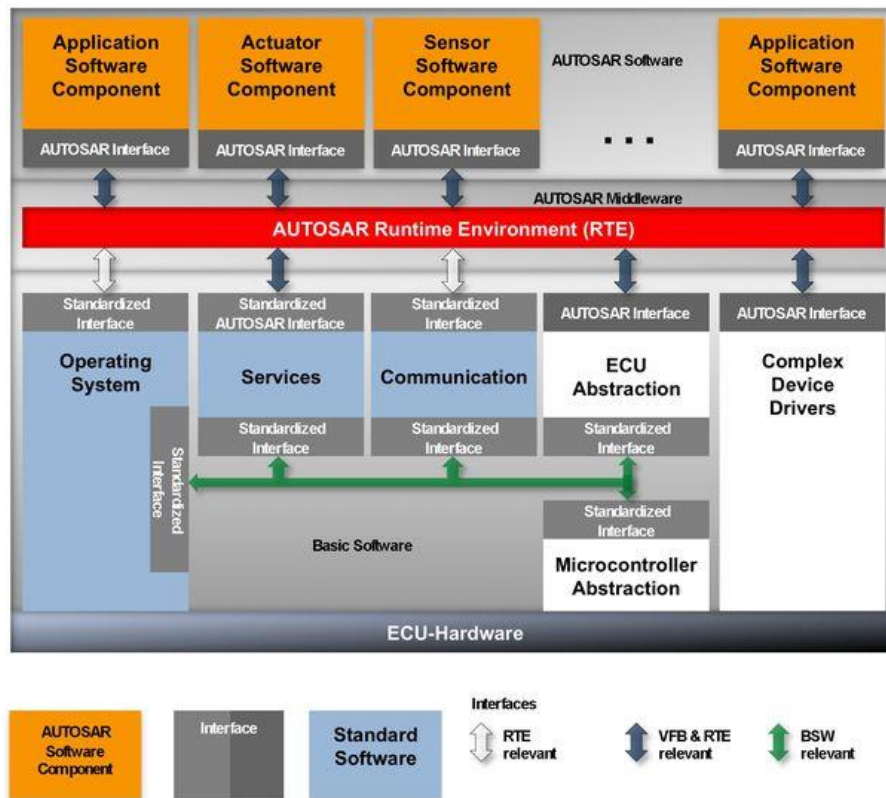 Application
Software
Component
AUTOSAR Interface
Actuator
Software
Component
AUTOSAR Interface
Sensor
Software
Component
AUTOSAR Interface
AUTOSAR Software
. . .
Application
Software
Component
AUTOSAR Interface
AUTOSAR Middleware
AUTOSAR Runtime Environment (RTE)
Standardized
Interface
Operating
System
Standardized
Interface
Standardized
AUTOSAR Interface
Services
Standardized
Interface
Standardized
Interface
Communication
Standardized
Interface
AUTOSAR Interface
ECU
Abstraction
Standardized
Interface
Standardized
Interface
Microcontroller
Abstraction
AUTOSAR Interface
Complex
Device
Drivers
Basic Software
ECU-Hardware
AUTOSAR
Software
Component
Interface
Standard
Software
Interfaces
RTE
relevant
VFB & RTE
relevant
BSW
relevant